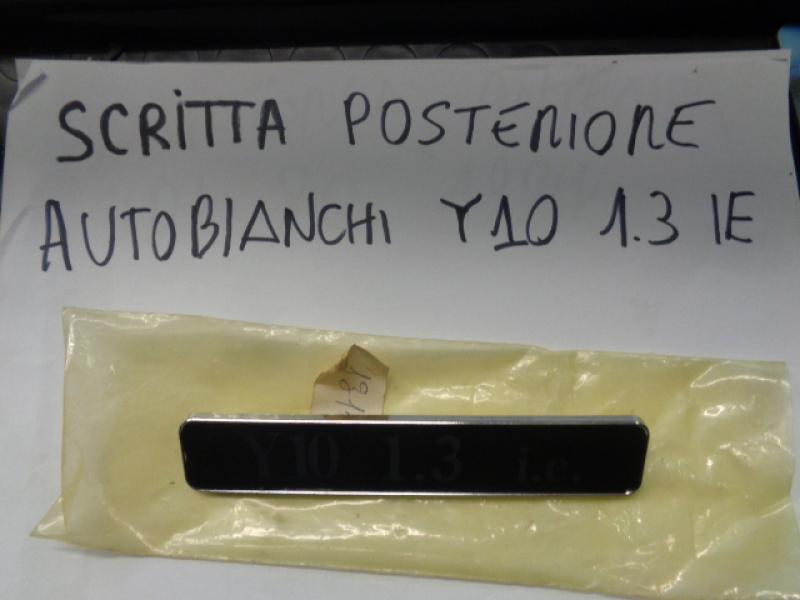 SCRITTA POSTERIORE
AUTOBIANCHI Y10 1.3 IE
Y10 1.3 i.e.